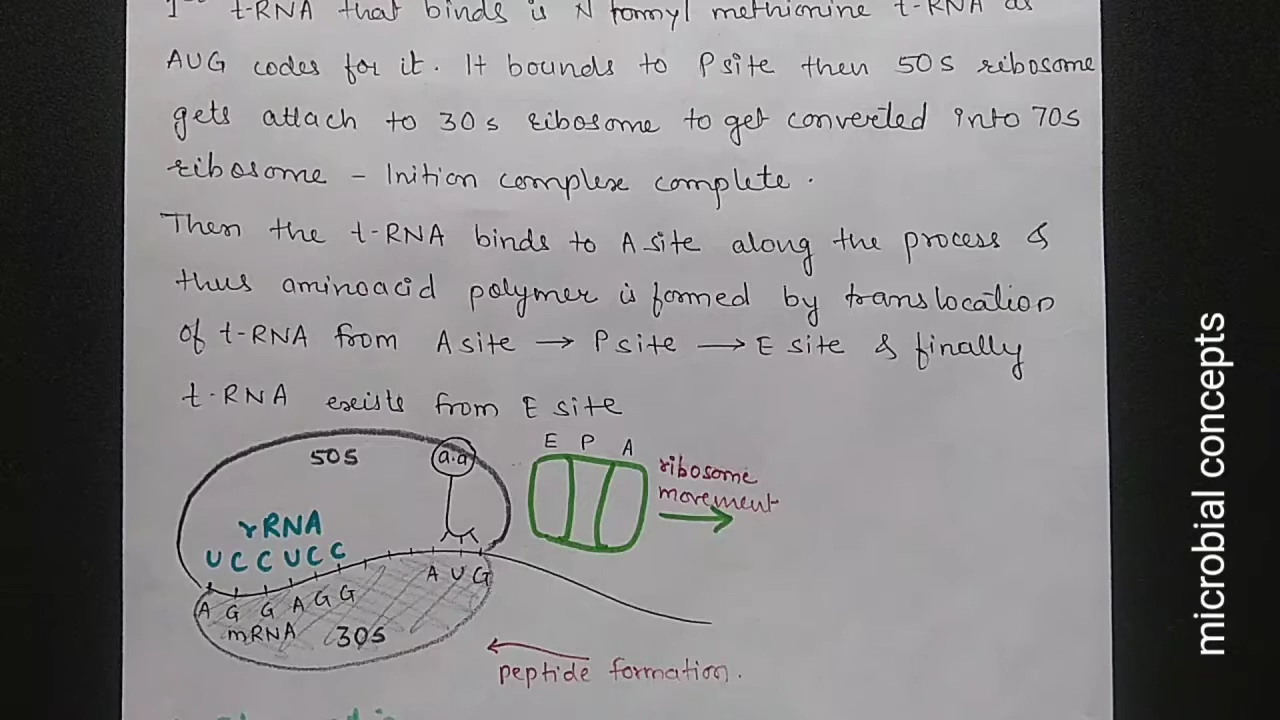 t-RNA that binds is N formyl methionine t-RNA as
AUG codes for it. It bounds to P site then 50S ribosome
gets attach to 30s ribosome to get converted into 70s
ribosome - Inition complex complete.
Then the t-RNA binds to A site along the process &
thus aminoacid polymer is formed by translocation
of t-RNA from A site → P site → E site & finally
t-RNA exists from E site
50S
a.a
E P A
ribosome
movement
rRNA
UCCUCC
AUG
AGGAGG
mRNA 30S
peptide formation.
microbial concepts